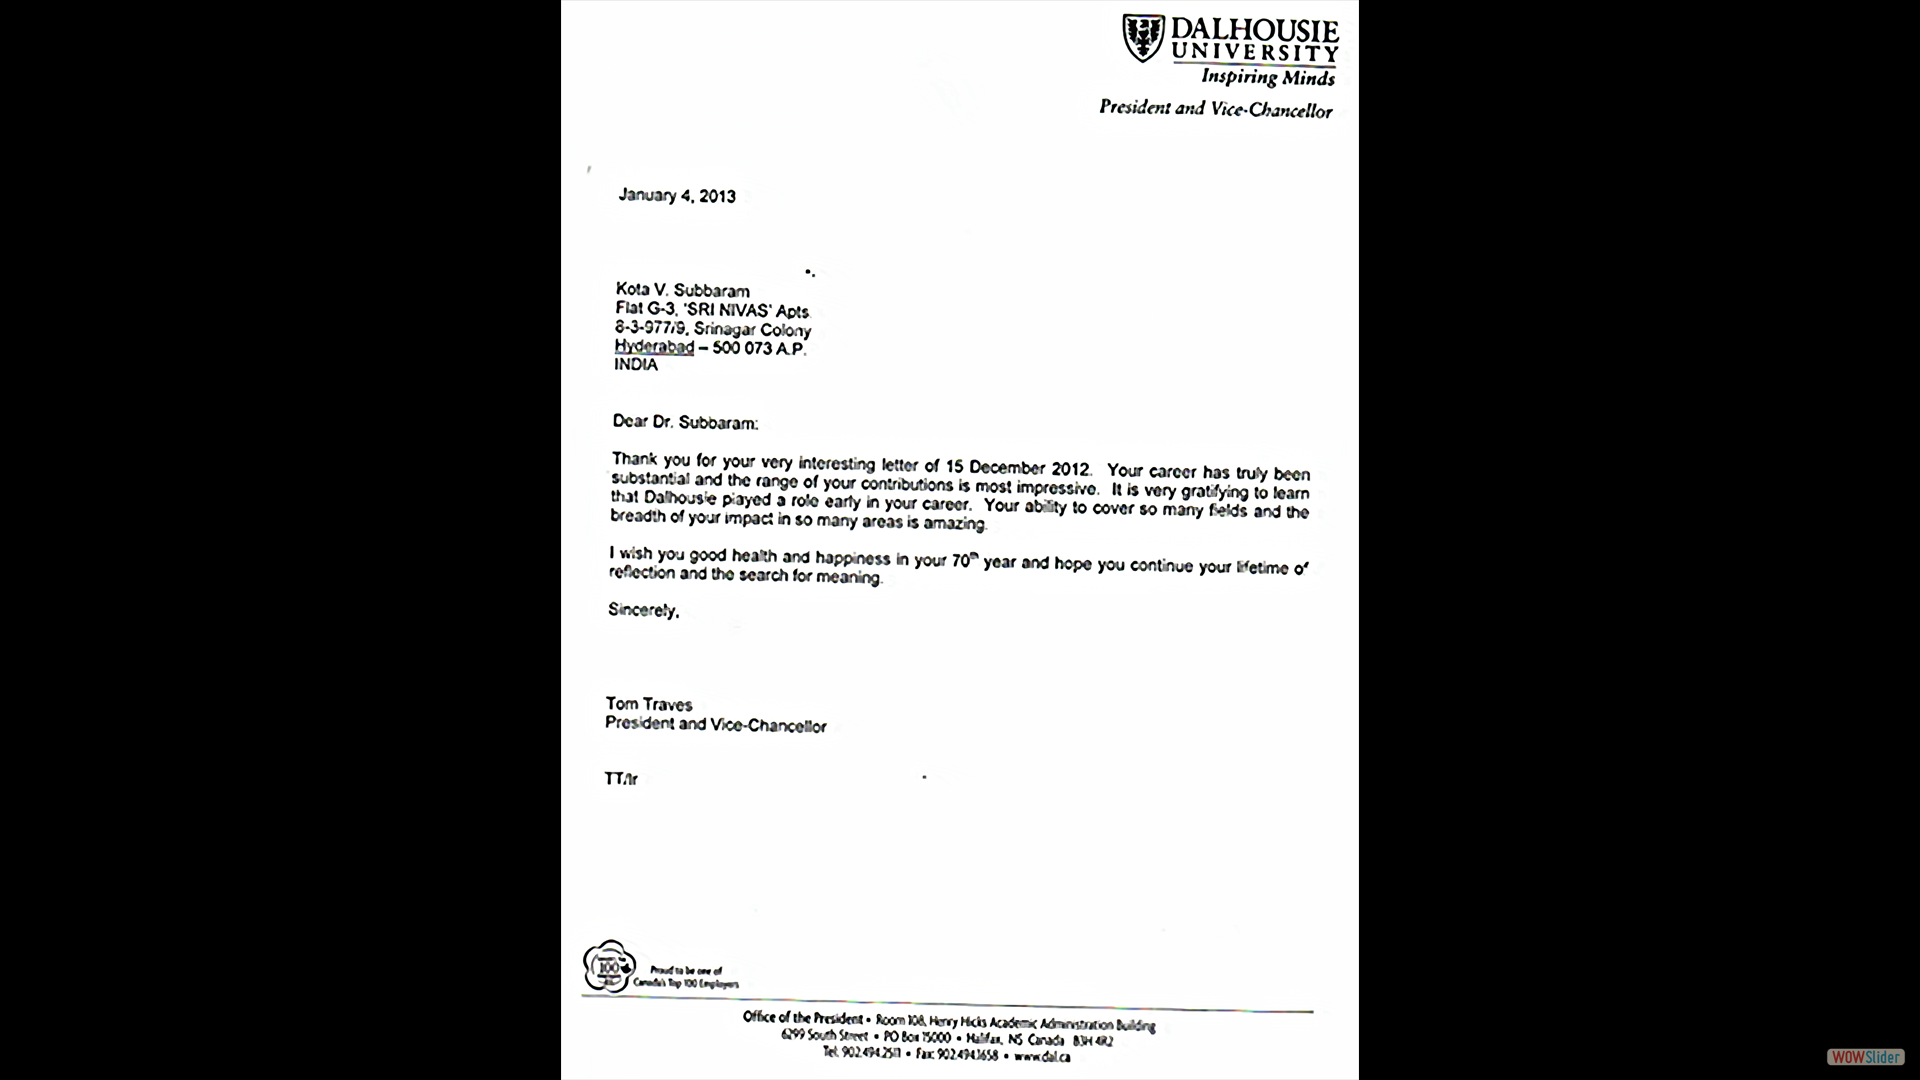 DALHOUSIE
UNIVERSITY
Inspiring Minds
President and Vice-Chancellor
January 4, 2013
Kota V. Subbaram
Flat G-3, 'SRI NIVAS' Apts.
8-3-977/9, Srinagar Colony
Hyderabad – 500 073 A.P.
INDIA
Dear Dr. Subbaram:
Thank you for your very interesting letter of 15 December 2012. Your career has truly been
substantial and the range of your contributions is most impressive. It is very gratifying to learn
that Dalhousie played a role early in your career. Your ability to cover so many fields and the
breadth of your impact in so many areas is amazing.
I wish you good health and happiness in your 70th year and hope you continue your lifetime of
reflection and the search for meaning.
Sincerely,
Tom Traves
President and Vice-Chancellor
TT/lr
100
Proud to be one of
Canada's Top 100 Employers
Office of the President • Room 108, Henry Hicks Academic Administration Building
6299 South Street • PO Box 15000 • Halifax, NS Canada B3H 4R2
Tel: 902.494.2511 • Fax: 902.494.1658 • www.dal.ca
WOWSlider